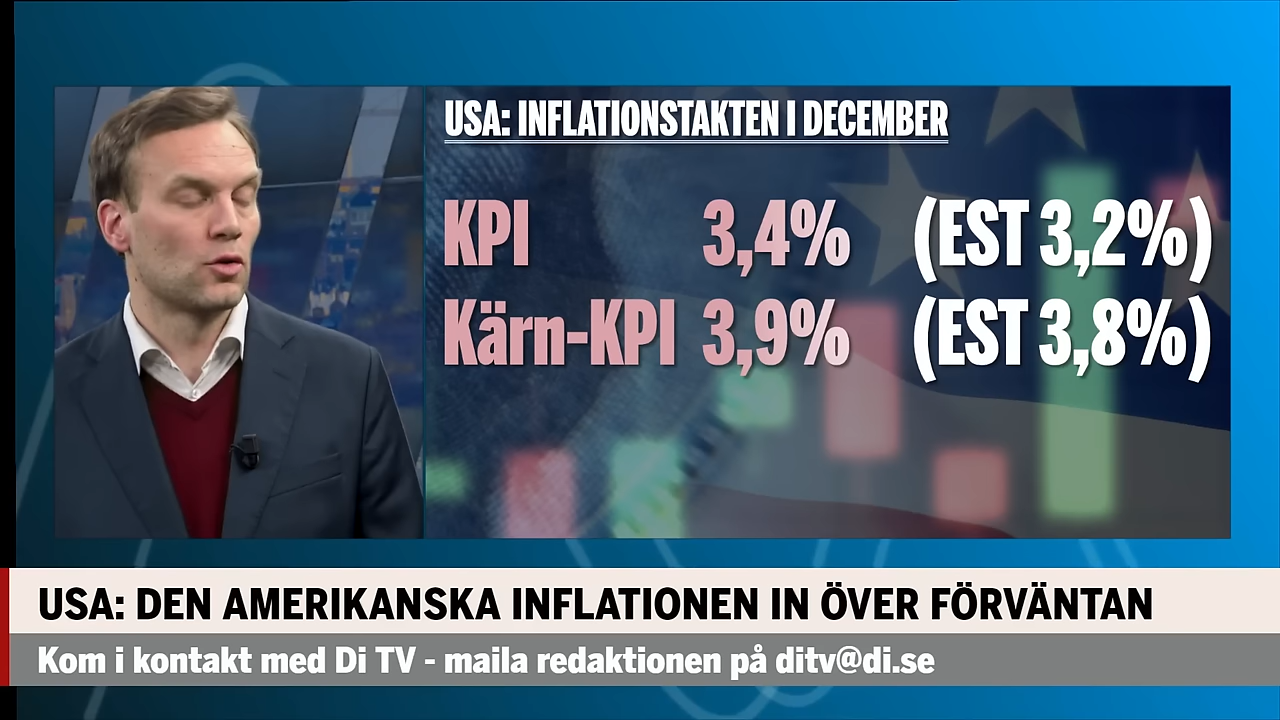 USA: INFLATIONSTAKTEN I DECEMBER
KPI 3,4% (EST 3,2%)
Kärn-KPI 3,9% (EST 3,8%)
USA: DEN AMERIKANSKA INFLATIONEN IN ÖVER FÖRVÄNTAN
Kom i kontakt med Di TV - maila redaktionen på ditv@di.se